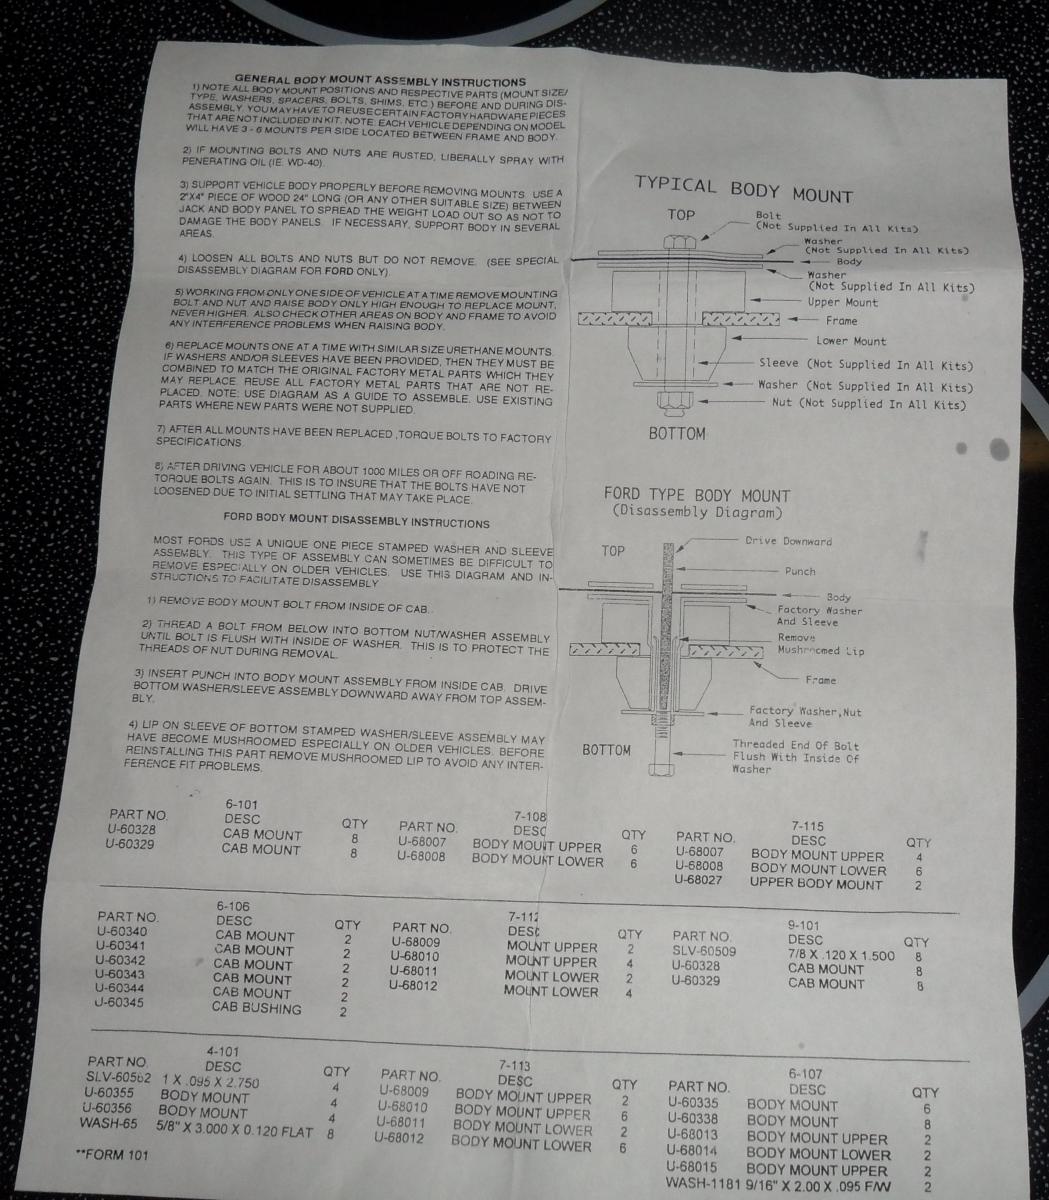 GENERAL BODY MOUNT ASSEMBLY INSTRUCTIONS
1) NOTE ALL BODY MOUNT POSITIONS AND RESPECTIVE PARTS (MOUNT SIZE/
TYPE, WASHERS, SPACERS, BOLTS, SHIMS, ETC.) BEFORE AND DURING DIS-
ASSEMBLY. YOU MAY HAVE TO REUSE CERTAIN FACTORY HARDWARE PIECES
THAT ARE NOT INCLUDED IN KIT. NOTE: EACH VEHICLE DEPENDING ON MODEL
WILL HAVE 3 - 6 MOUNTS PER SIDE LOCATED BETWEEN FRAME AND BODY.
2) IF MOUNTING BOLTS AND NUTS ARE RUSTED, LIBERALLY SPRAY WITH
PENERATING OIL (IE. WD-40).
3) SUPPORT VEHICLE BODY PROPERLY BEFORE REMOVING MOUNTS. USE A
2"X4" PIECE OF WOOD 24" LONG (OR ANY OTHER SUITABLE SIZE) BETWEEN
JACK AND BODY PANEL TO SPREAD THE WEIGHT LOAD OUT SO AS NOT TO
DAMAGE THE BODY PANELS. IF NECESSARY, SUPPORT BODY IN SEVERAL
AREAS.
4) LOOSEN ALL BOLTS AND NUTS BUT DO NOT REMOVE. (SEE SPECIAL
DISASSEMBLY DIAGRAM FOR FORD ONLY).
5) WORKING FROM ONLY ONE SIDE OF VEHICLE AT A TIME REMOVE MOUNTING
BOLT AND NUT AND RAISE BODY ONLY HIGH ENOUGH TO REPLACE MOUNT,
NEVER HIGHER. ALSO CHECK OTHER AREAS ON BODY AND FRAME TO AVOID
ANY INTERFERENCE PROBLEMS WHEN RAISING BODY.
6) REPLACE MOUNTS ONE AT A TIME WITH SIMILAR SIZE URETHANE MOUNTS.
IF WASHERS AND/OR SLEEVES HAVE BEEN PROVIDED, THEN THEY MUST BE
COMBINED TO MATCH THE ORIGINAL FACTORY METAL PARTS WHICH THEY
MAY REPLACE. REUSE ALL FACTORY METAL PARTS THAT ARE NOT RE-
PLACED. NOTE: USE DIAGRAM AS A GUIDE TO ASSEMBLE. USE EXISTING
PARTS WHERE NEW PARTS WERE NOT SUPPLIED.
7) AFTER ALL MOUNTS HAVE BEEN REPLACED ,TORQUE BOLTS TO FACTORY
SPECIFICATIONS.
8) AFTER DRIVING VEHICLE FOR ABOUT 1000 MILES OR OFF ROADING RE-
TORQUE BOLTS AGAIN. THIS IS TO INSURE THAT THE BOLTS HAVE NOT
LOOSENED DUE TO INITIAL SETTLING THAT MAY TAKE PLACE.
FORD BODY MOUNT DISASSEMBLY INSTRUCTIONS
MOST FORDS USE A UNIQUE ONE PIECE STAMPED WASHER AND SLEEVE
ASSEMBLY. THIS TYPE OF ASSEMBLY CAN SOMETIMES BE DIFFICULT TO
REMOVE ESPECIALLY ON OLDER VEHICLES. USE THIS DIAGRAM AND IN-
STRUCTIONS TO FACILITATE DISASSEMBLY
1) REMOVE BODY MOUNT BOLT FROM INSIDE OF CAB.
2) THREAD A BOLT FROM BELOW INTO BOTTOM NUT/WASHER ASSEMBLY
UNTIL BOLT IS FLUSH WITH INSIDE OF WASHER. THIS IS TO PROTECT THE
THREADS OF NUT DURING REMOVAL.
3) INSERT PUNCH INTO BODY MOUNT ASSEMBLY FROM INSIDE CAB. DRIVE
BOTTOM WASHER/SLEEVE ASSEMBLY DOWNWARD AWAY FROM TOP ASSEM-
BLY.
4) LIP ON SLEEVE OF BOTTOM STAMPED WASHER/SLEEVE ASSEMBLY MAY
HAVE BECOME MUSHROOMED ESPECIALLY ON OLDER VEHICLES. BEFORE
REINSTALLING THIS PART REMOVE MUSHROOMED LIP TO AVOID ANY INTER-
FERENCE FIT PROBLEMS.
TYPICAL BODY MOUNT
TOP
Bolt
(Not Supplied In All Kits)
Washer
(Not Supplied In All Kits)
Body
Washer
(Not Supplied In All Kits)
Upper Mount
Frame
Lower Mount
Sleeve (Not Supplied In All Kits)
Washer (Not Supplied In All Kits)
Nut (Not Supplied In All Kits)
BOTTOM
FORD TYPE BODY MOUNT
(Disassembly Diagram)
TOP
Drive Downward
Punch
Body
Factory Washer
And Sleeve
Remove
Mushroomed Lip
Frame
Factory Washer,Nut
And Sleeve
BOTTOM
Threaded End Of Bolt
Flush With Inside Of
Washer
6-101
PART NO. DESC QTY
U-60328 CAB MOUNT 8
U-60329 CAB MOUNT 8
7-108
PART NO. DESC QTY
U-68007 BODY MOUNT UPPER 6
U-68008 BODY MOUNT LOWER 6
7-115
PART NO. DESC QTY
U-68007 BODY MOUNT UPPER 4
U-68008 BODY MOUNT LOWER 6
U-68027 UPPER BODY MOUNT 2
6-106
PART NO. DESC QTY
U-60340 CAB MOUNT 2
U-60341 CAB MOUNT 2
U-60342 CAB MOUNT 2
U-60343 CAB MOUNT 2
U-60344 CAB MOUNT 2
U-60345 CAB BUSHING 2
7-112
PART NO. DESC QTY
U-68009 MOUNT UPPER 2
U-68010 MOUNT UPPER 4
U-68011 MOUNT LOWER 2
U-68012 MOUNT LOWER 4
9-101
PART NO. DESC QTY
SLV-60509 7/8 X .120 X 1.500 8
U-60328 CAB MOUNT 8
U-60329 CAB MOUNT 8
4-101
PART NO. DESC QTY
1 X .095 X 2.750 4
U-60355 BODY MOUNT 4
U-60356 BODY MOUNT 4
WASH-65 5/8" X 3.000 X 0.120 FLAT 8
**FORM 101
7-113
PART NO. DESC QTY
U-68009 BODY MOUNT UPPER 2
U-68010 BODY MOUNT UPPER 6
U-68011 BODY MOUNT LOWER 2
U-68012 BODY MOUNT LOWER 6
6-107
PART NO. DESC QTY
U-60335 BODY MOUNT 6
U-60338 BODY MOUNT 8
U-68013 BODY MOUNT UPPER 2
U-68014 BODY MOUNT LOWER 2
U-68015 BODY MOUNT UPPER 2
WASH-1181 9/16" X 2.00 X .095 F/W 2